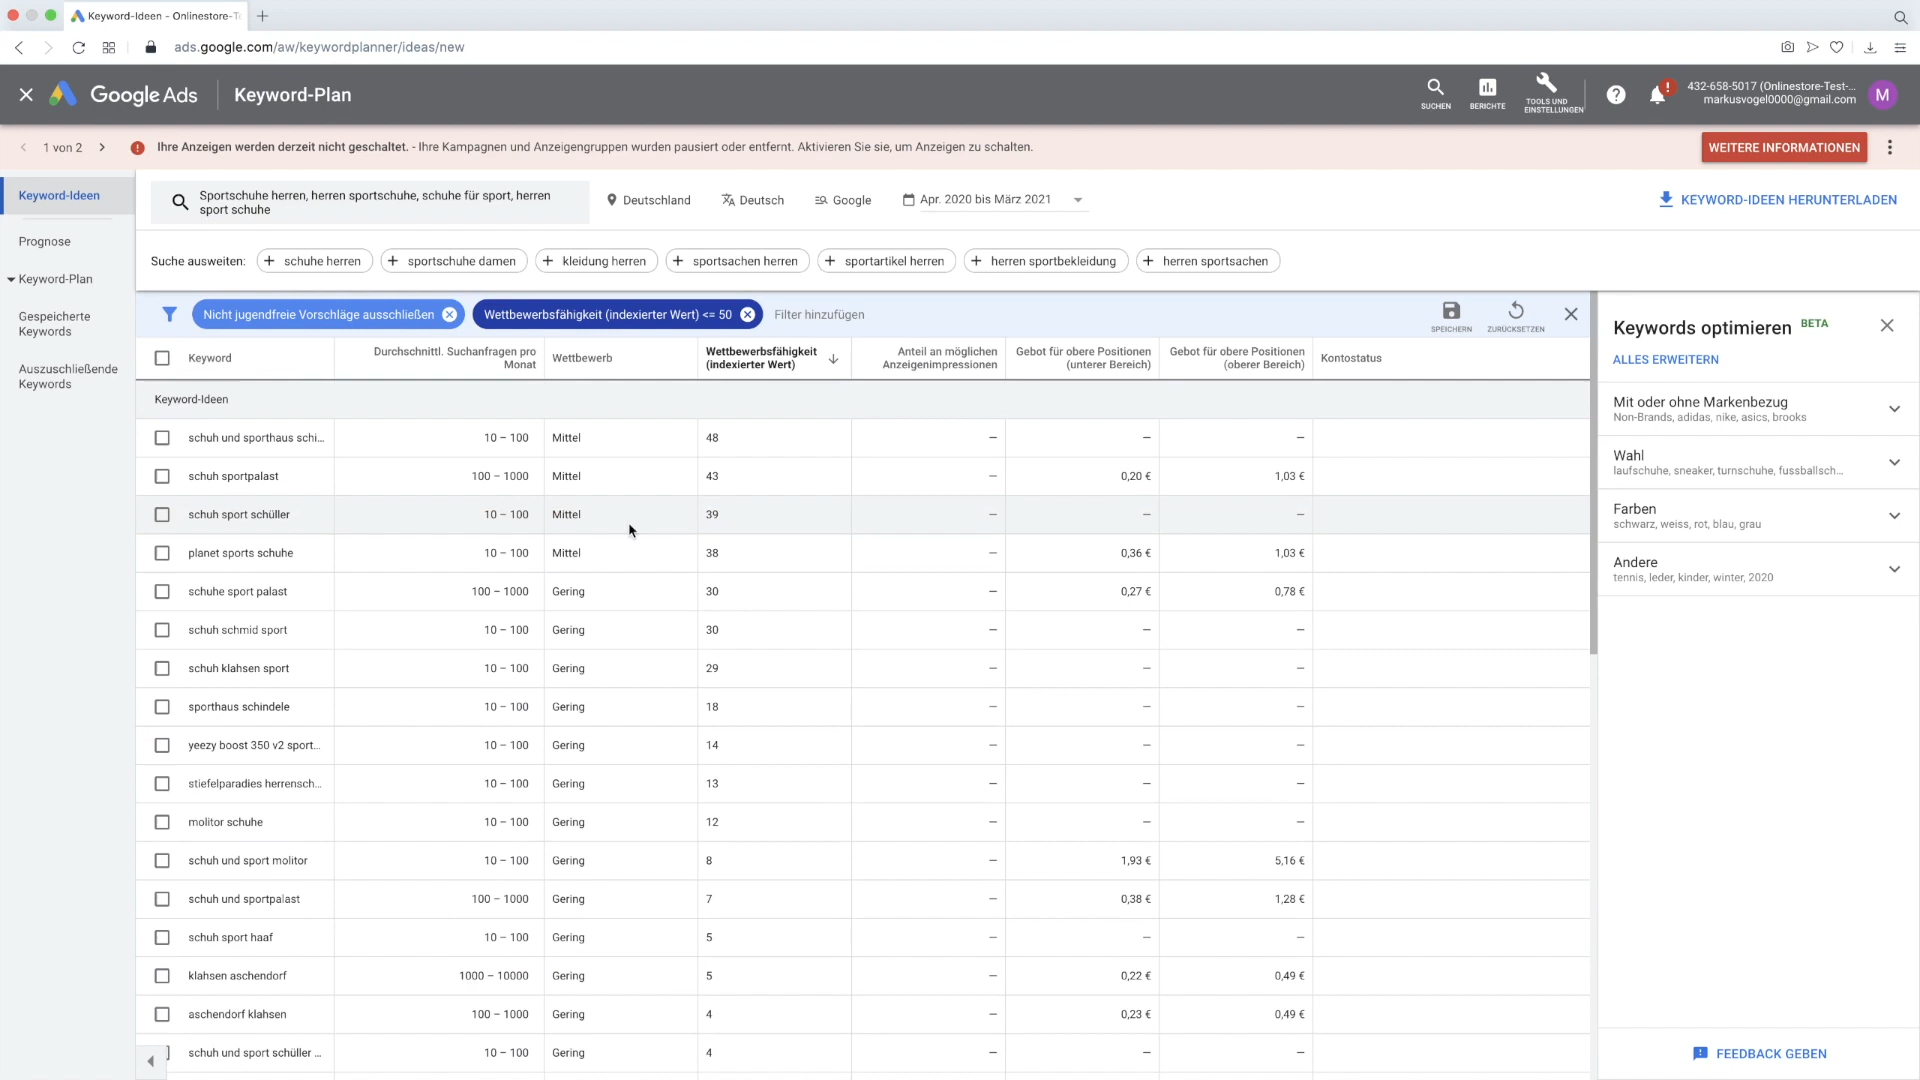 Keyword-Ideen - Onlinestore-Te
ads.google.com/aw/keywordplanner/ideas/new
Google Ads
Keyword-Plan
SUCHEN
BERICHTE
TOOLS UND
EINSTELLUNGEN
432-658-5017 (Onlinestore-Test-...
markusvogel0000@gmail.com
M
1 von 2
Ihre Anzeigen werden derzeit nicht geschaltet. - Ihre Kampagnen und Anzeigengruppen wurden pausiert oder entfernt. Aktivieren Sie sie, um Anzeigen zu schalten.
WEITERE INFORMATIONEN
Keyword-Ideen
Prognose
Keyword-Plan
Gespeicherte
Keywords
Auszuschließende
Keywords
Sportschuhe herren, herren sportschuhe, schuhe für sport, herren
sport schuhe
Deutschland
Deutsch
Google
Apr. 2020 bis März 2021
KEYWORD-IDEEN HERUNTERLADEN
Suche ausweiten:
schuhe herren
sportschuhe damen
kleidung herren
sportsachen herren
sportartikel herren
herren sportbekleidung
herren sportsachen
Nicht jugendfreie Vorschläge ausschließen
Wettbewerbsfähigkeit (indexierter Wert) <= 50
Filter hinzufügen
SPEICHERN
ZURÜCKSETZEN
Keyword
Durchschnittl. Suchanfragen pro
Monat
Wettbewerb
Wettbewerbsfähigkeit
(indexierter Wert)
Anteil an möglichen
Anzeigenimpressionen
Gebot für obere Positionen
(unterer Bereich)
Gebot für obere Positionen
(oberer Bereich)
Kontostatus
Keyword-Ideen
schuh und sporthaus schi... 10 – 100 Mittel 48 – – –
schuh sportpalast 100 – 1000 Mittel 43 – 0,20 € 1,03 €
schuh sport schüller 10 – 100 Mittel 39 – – –
planet sports schuhe 10 – 100 Mittel 38 – 0,36 € 1,03 €
schuhe sport palast 100 – 1000 Gering 30 – 0,27 € 0,78 €
schuh schmid sport 10 – 100 Gering 30 – – –
schuh klahsen sport 10 – 100 Gering 29 – – –
sporthaus schindele 10 – 100 Gering 18 – – –
yeezy boost 350 v2 sport... 10 – 100 Gering 14 – – –
stiefelparadies herrensch... 10 – 100 Gering 13 – – –
molitor schuhe 10 – 100 Gering 12 – – –
schuh und sport molitor 10 – 100 Gering 8 – 1,93 € 5,16 €
schuh und sportpalast 100 – 1000 Gering 7 – 0,38 € 1,28 €
schuh sport haaf 10 – 100 Gering 5 – – –
klahsen aschendorf 1000 – 10000 Gering 5 – 0,22 € 0,49 €
aschendorf klahsen 100 – 1000 Gering 4 – 0,23 € 0,49 €
schuh und sport schüller ... 10 – 100 Gering 4 – – –
Keywords optimieren BETA
ALLES ERWEITERN
Mit oder ohne Markenbezug
Non-Brands, adidas, nike, asics, brooks
Wahl
laufschuhe, sneaker, turnschuhe, fussballsch...
Farben
schwarz, weiss, rot, blau, grau
Andere
tennis, leder, kinder, winter, 2020
FEEDBACK GEBEN